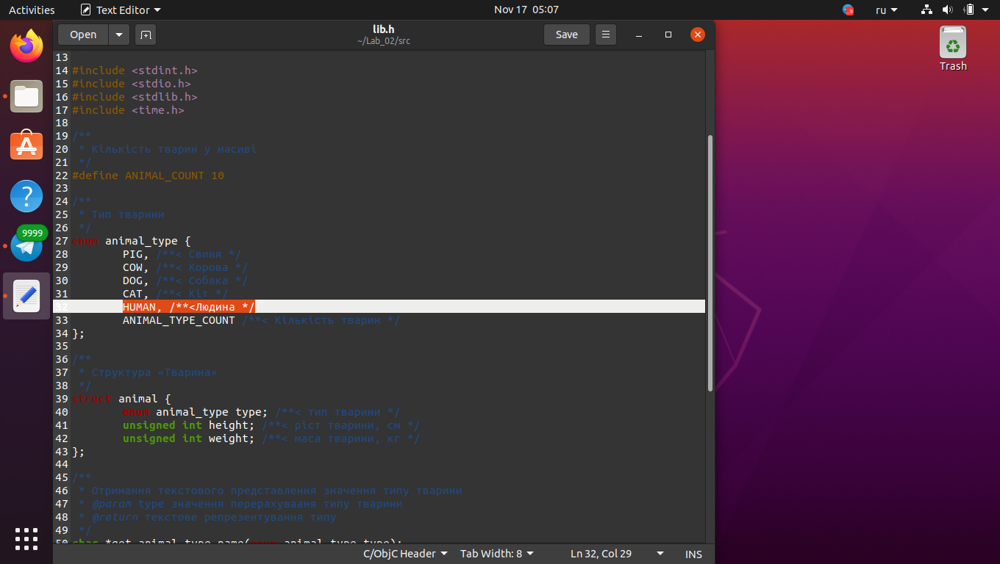 Activities
Text Editor
Nov 17 05:07
ru
Open
lib.h
~/Lab_02/src
Save
Trash
9999
13
14 #include <stdint.h>
15 #include <stdio.h>
16 #include <stdlib.h>
17 #include <time.h>
18
19 /**
20  * Кількість тварин у масиві
21  */
22 #define ANIMAL_COUNT 10
23
24 /**
25  * Тип тварини
26  */
27 enum animal_type {
28         PIG, /**< Свиня */
29         COW, /**< Корова */
30         DOG, /**< Собака */
31         CAT, /**< Кіт */
32         HUMAN, /**<Людина */
33         ANIMAL_TYPE_COUNT /**< Кількість тварин */
34 };
35
36 /**
37  * Структура «Тварина»
38  */
39 struct animal {
40         enum animal_type type; /**< тип тварини */
41         unsigned int height; /**< ріст тварини, см */
42         unsigned int weight; /**< маса тварини, кг */
43 };
44
45 /**
46  * Отримання текстового представлення значення типу тварини
47  * @param type значення перерахувааня типу тварини
48  * @return текстове репрезентування типу
49  */
50 char *get_animal_type_name(enum animal_type type);
C/ObjC Header
Tab Width: 8
Ln 32, Col 29
INS